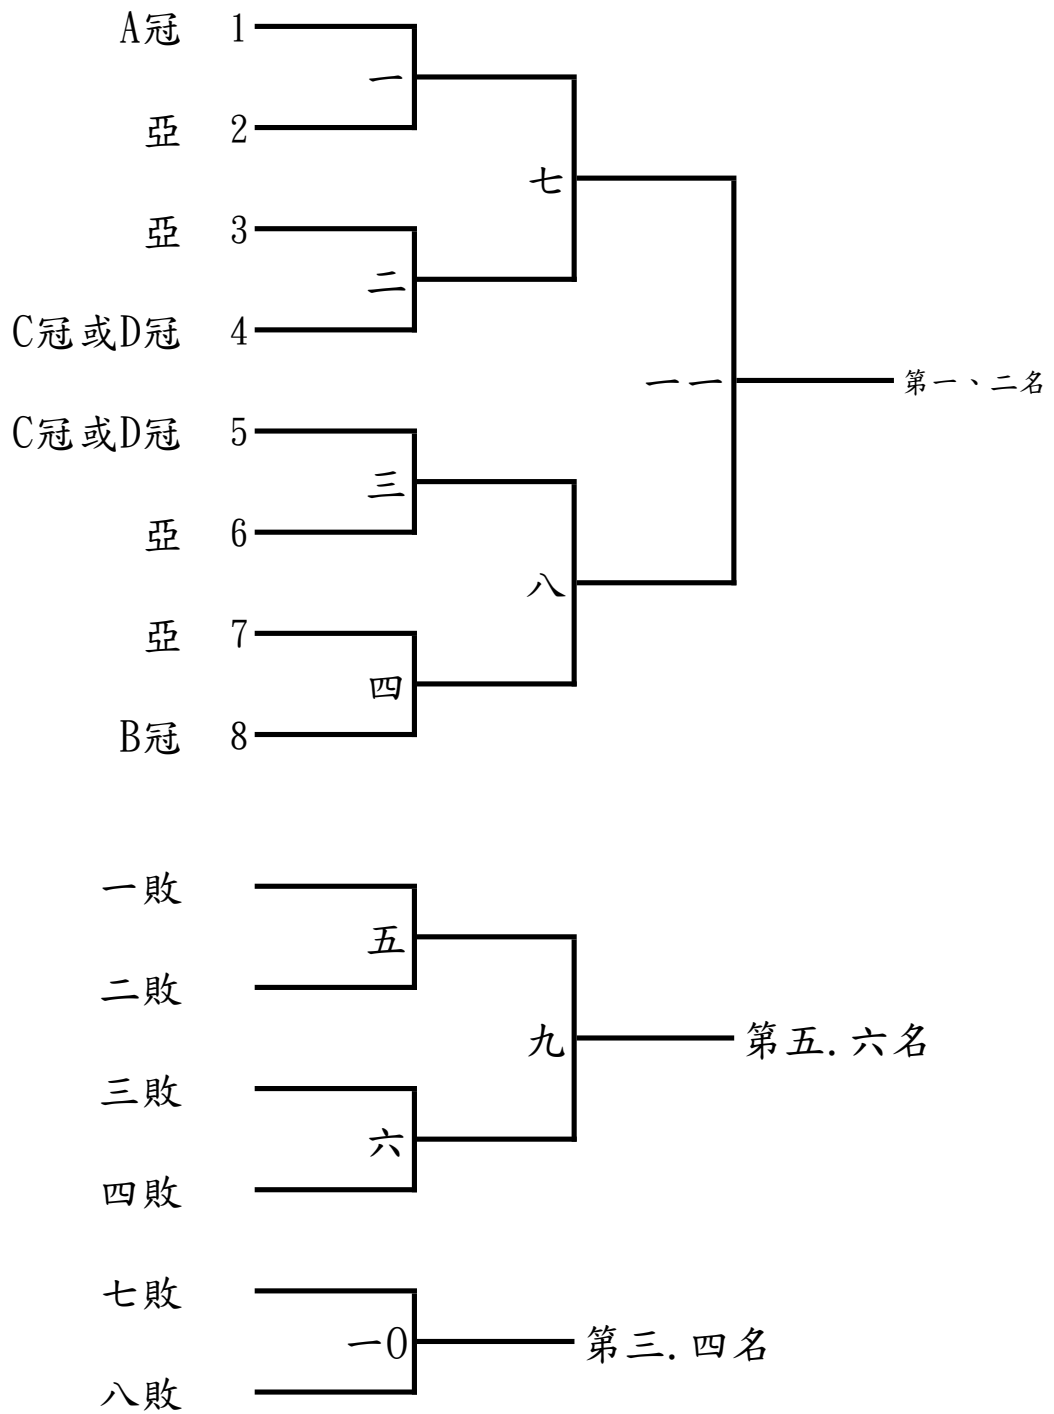 A冠 1
一
亞 2
七
亞 3
二
C冠或D冠 4
一一 第一、二名
C冠或D冠 5
三
亞 6
八
亞 7
四
B冠 8
一敗
五
二敗
九 第五.六名
三敗
六
四敗
七敗
一0 第三.四名
八敗